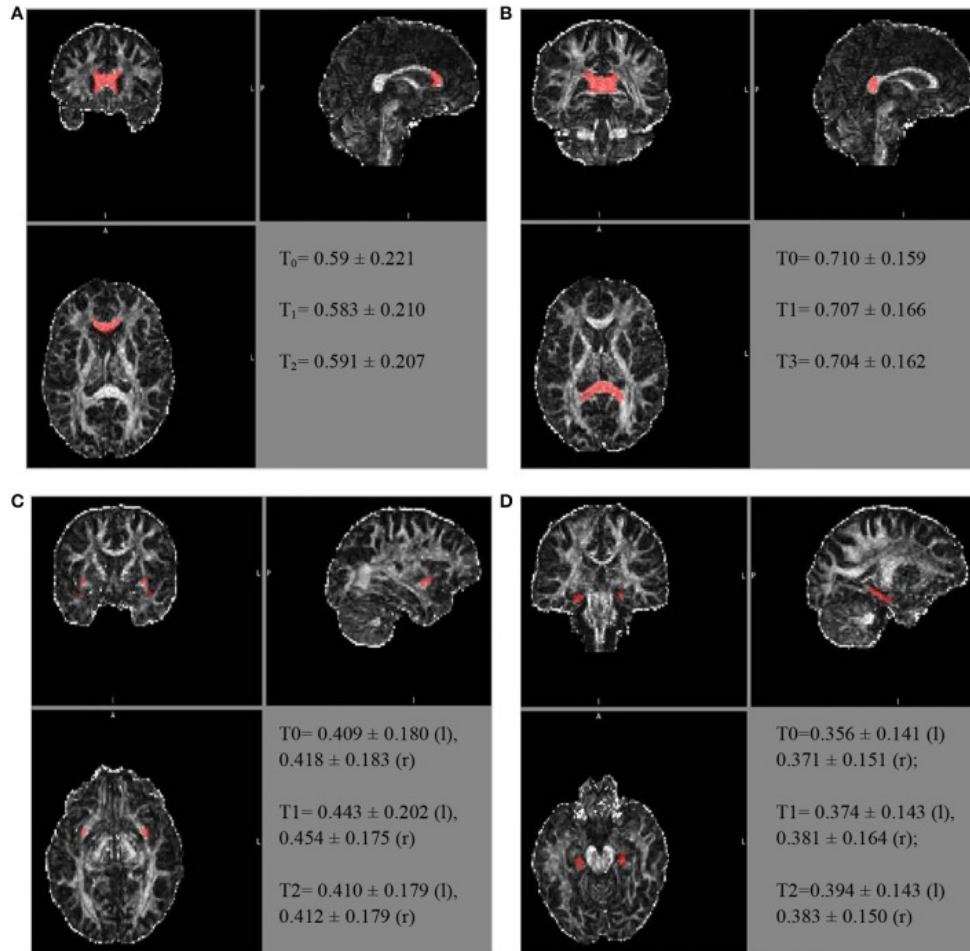 A
B
L P
L P
I I
I I
A
A
T₀= 0.59 ± 0.221
T₁= 0.583 ± 0.210
T₂= 0.591 ± 0.207
L
T0= 0.710 ± 0.159
T1= 0.707 ± 0.166
T3= 0.704 ± 0.162
L
C
D
L P
L P
I I
I I
A
A
T0= 0.409 ± 0.180 (l),
0.418 ± 0.183 (r)
T1= 0.443 ± 0.202 (l),
0.454 ± 0.175 (r)
T2= 0.410 ± 0.179 (l),
0.412 ± 0.179 (r)
L
T0=0.356 ± 0.141 (l)
0.371 ± 0.151 (r);
T1= 0.374 ± 0.143 (l),
0.381 ± 0.164 (r);
T2= 0.394 ± 0.143 (l)
0.383 ± 0.150 (r)
L